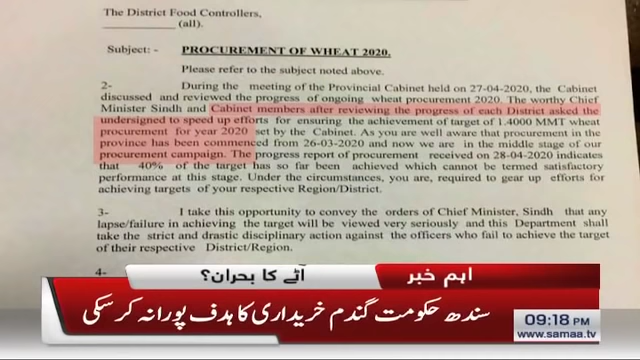 The District Food Controllers,
____________ (all).
Subject: - PROCUREMENT OF WHEAT 2020.
Please refer to the subject noted above.
2- During the meeting of the Provincial Cabinet held on 27-04-2020, the Cabinet
discussed and reviewed the progress of ongoing wheat procurement 2020. The worthy Chief
Minister Sindh and Cabinet members after reviewing the progress of each District asked the
undersigned to speed up efforts for ensuring the achievement of target of 1.4000 MMT wheat
procurement for year 2020 set by the Cabinet. As you are well aware that procurement in the
province has been commenced from 26-03-2020 and now we are in the middle stage of our
procurement campaign. The progress report of procurement received on 28-04-2020 indicates
that 40% of the target has so far been achieved which cannot be termed satisfactory
performance at this stage. Under the circumstances, you are, required to gear up efforts for
achieving targets of your respective Region/District.
3- I take this opportunity to convey the orders of Chief Minister, Sindh that any
lapse/failure in achieving the target will be viewed very seriously and this Department shall
take the strict and drastic disciplinary action against the officers who fail to achieve the target
of their respective District/Region.
4-
اہم خبر
آٹے کا بحران؟
سندھ حکومت گندم خریداری کا ہدف پورا نہ کر سکی
09:18 PM
www.samaa.tv